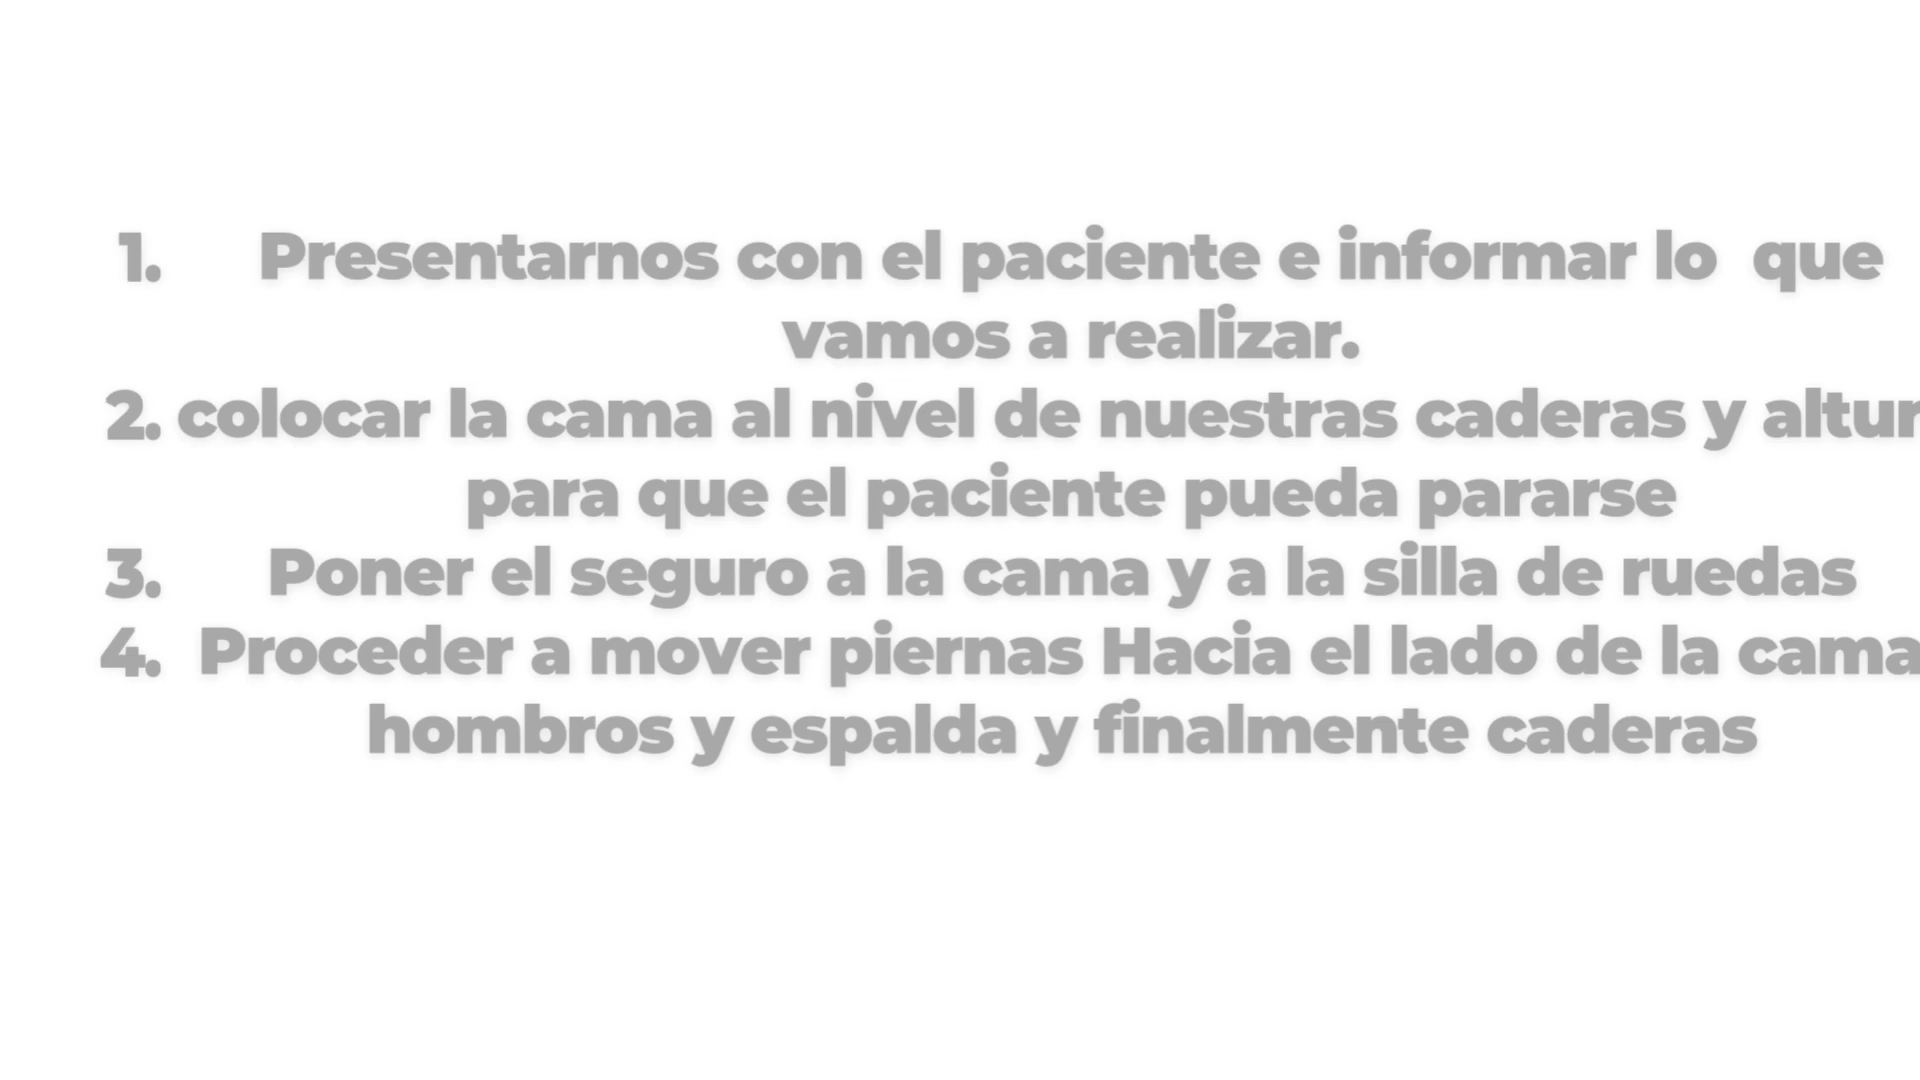 1. Presentarnos con el paciente e informar lo que
vamos a realizar.
2. colocar la cama al nivel de nuestras caderas y
para que el paciente pueda pararse
3. Poner el seguro a la cama y a la silla de ruedas
4. Proceder a mover piernas Hacia el lado de la cama
hombros y espalda y finalmente caderas